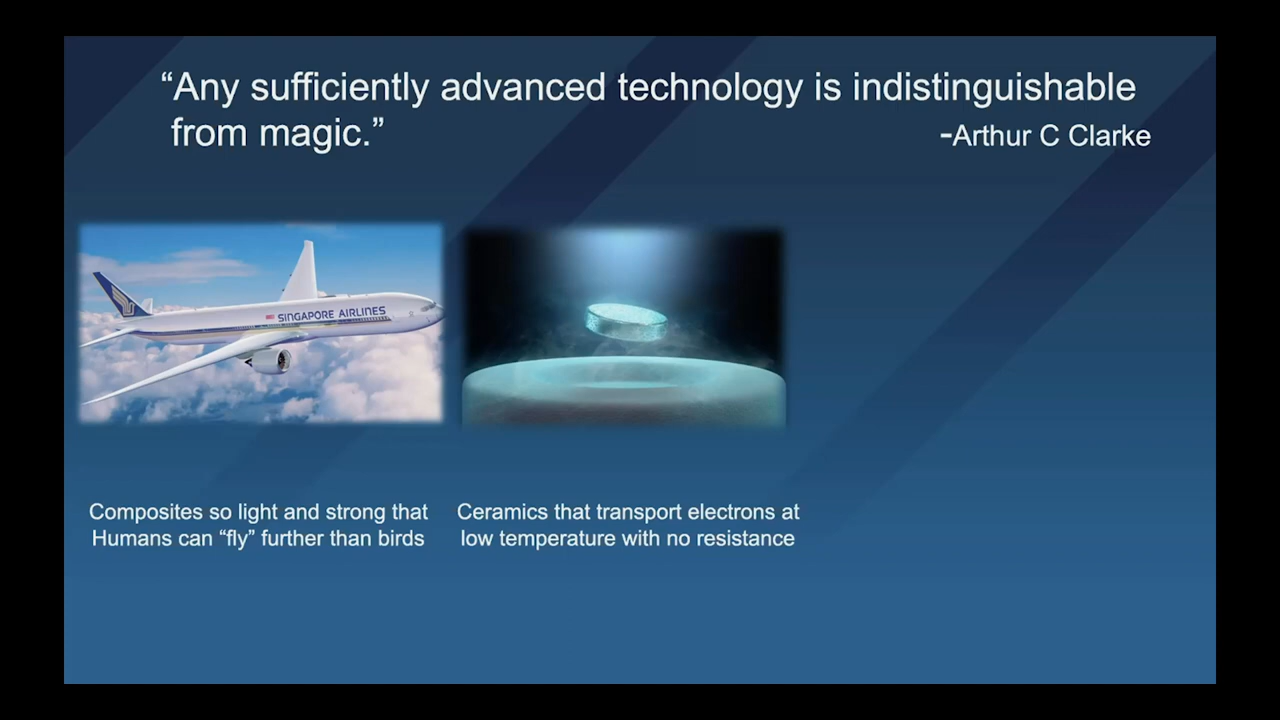 “Any sufficiently advanced technology is indistinguishable
from magic.”
-Arthur C Clarke
SINGAPORE AIRLINES
Composites so light and strong that
Humans can “fly” further than birds
Ceramics that transport electrons at
low temperature with no resistance